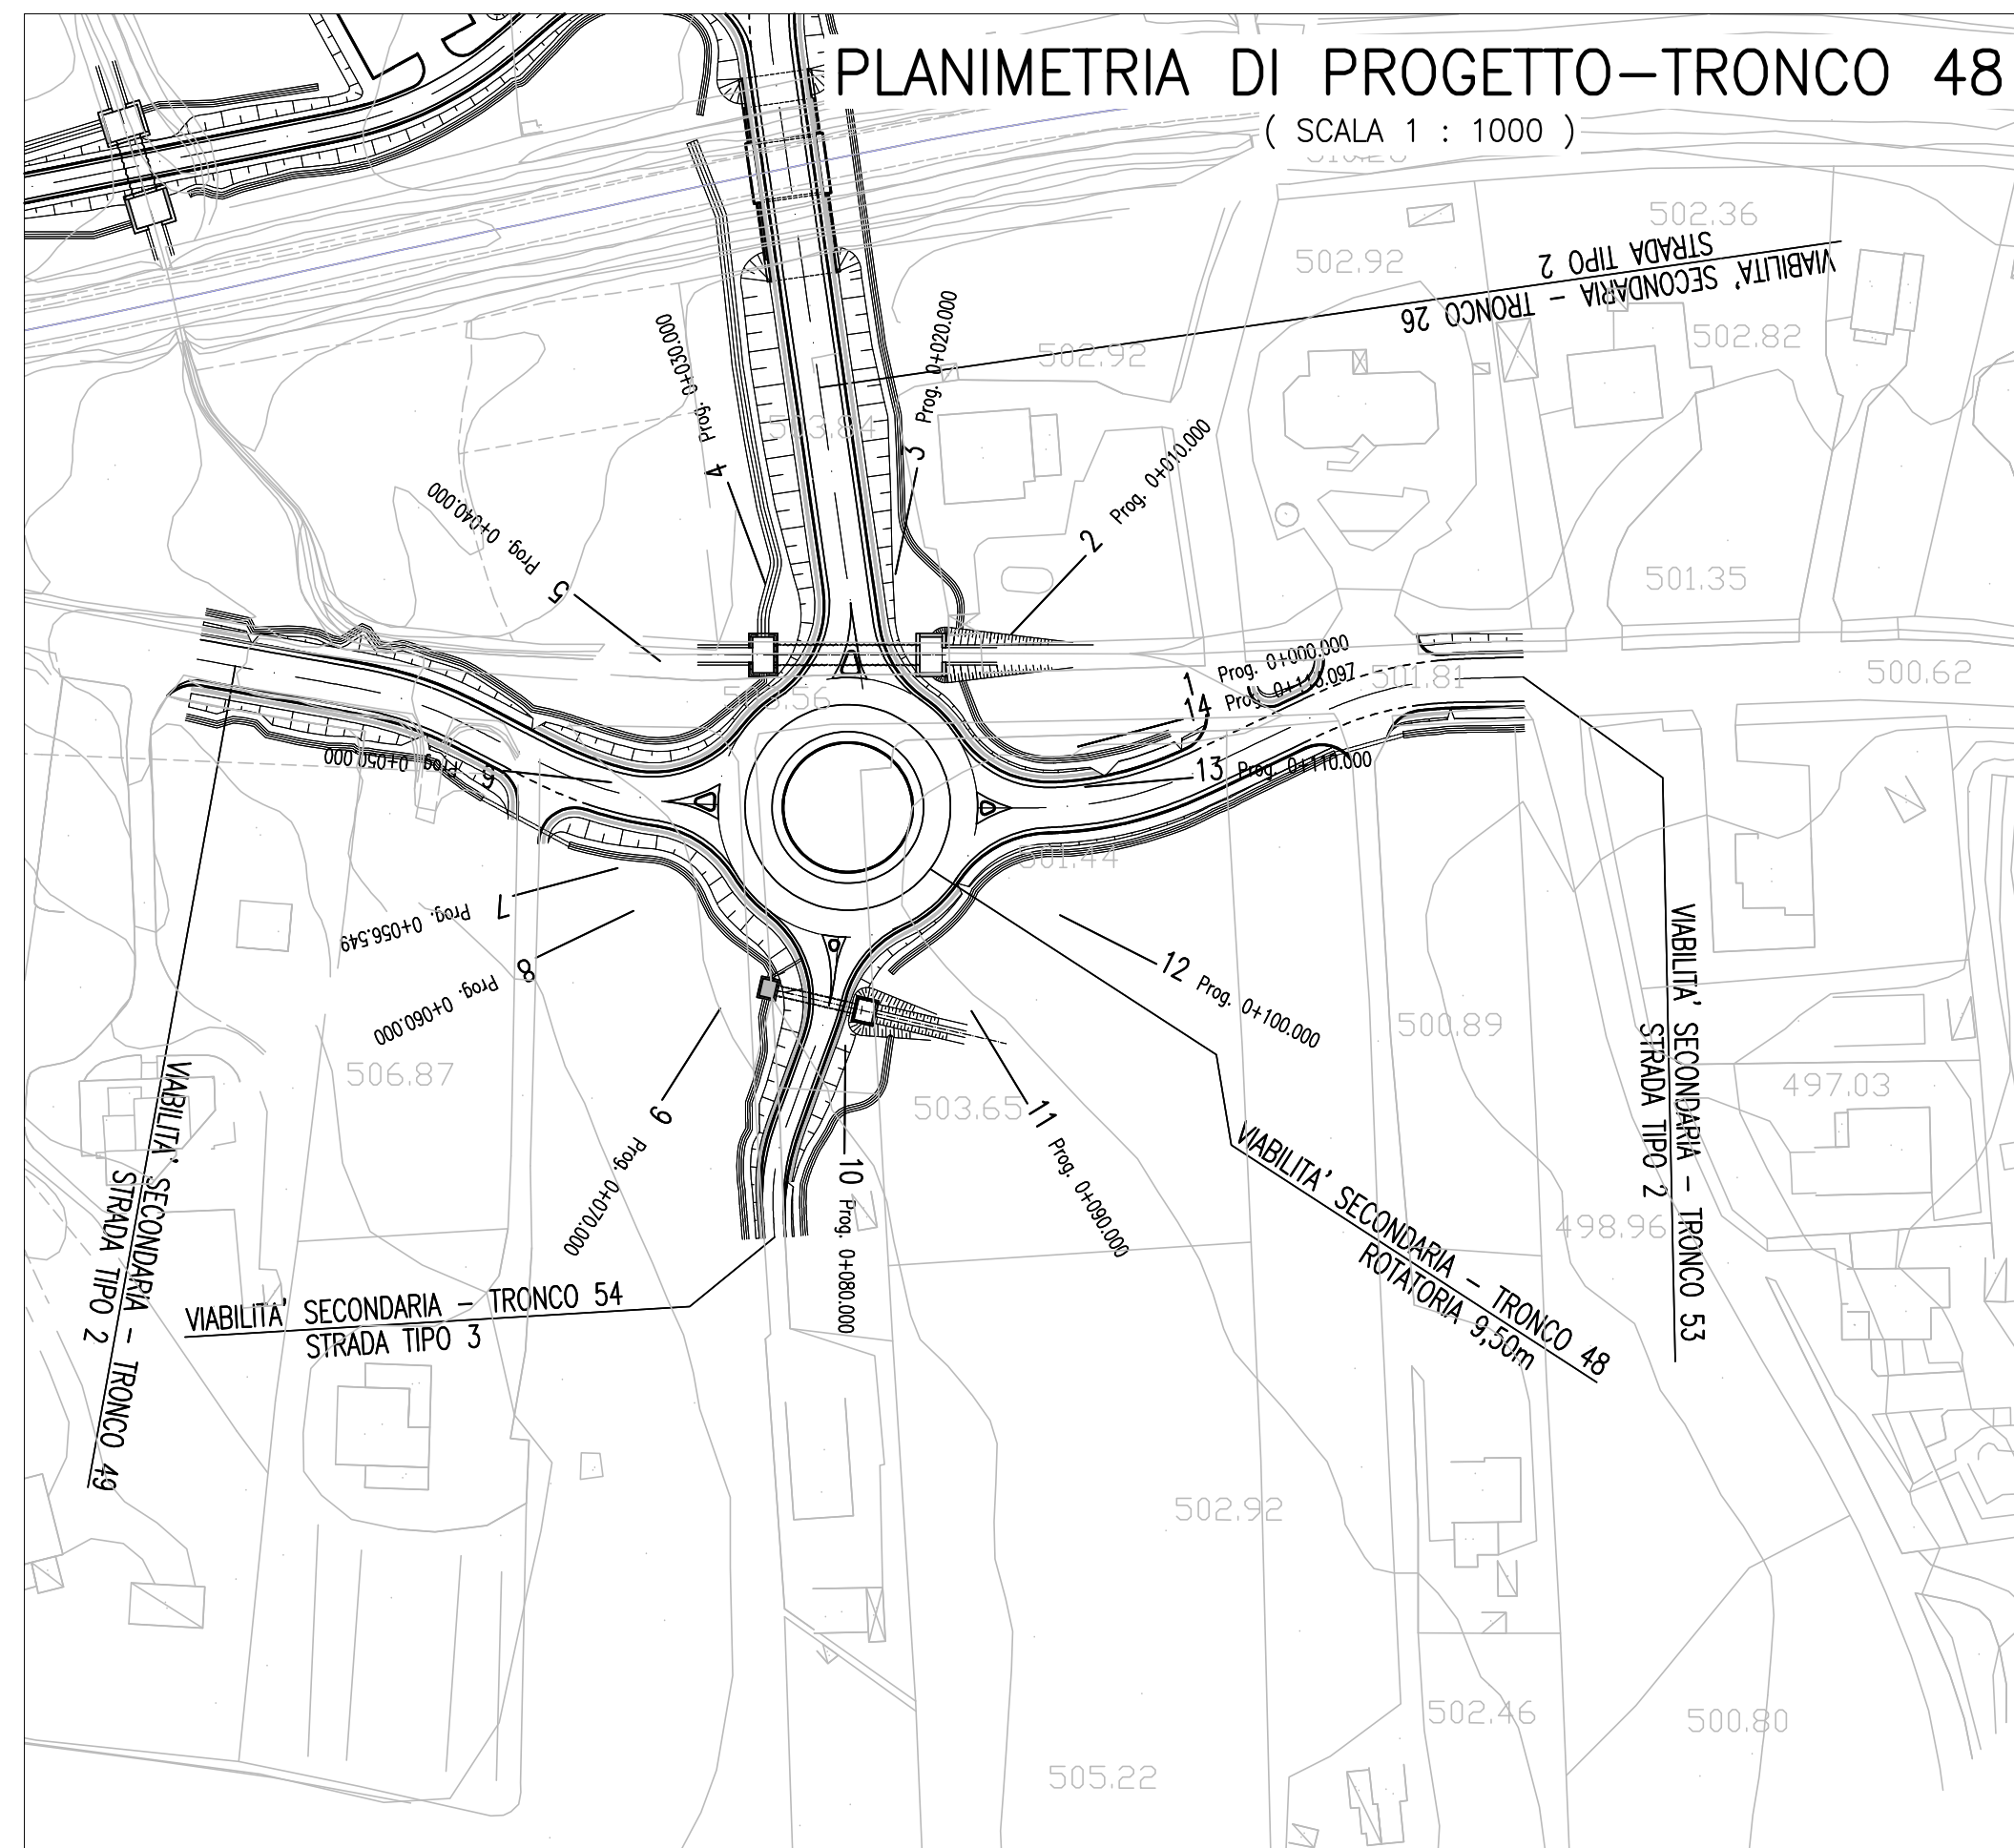 PLANIMETRIA DI PROGETTO-TRONCO 48
( SCALA 1 : 1000 )
502.36
502.92
VIABILITA' SECONDARIA - TRONCO 26
STRADA TIPO 2
502.82
502.92
503.84
4 Prog. 0+030.000
3 Prog. 0+020.000
2 Prog. 0+010.000
5 Prog. 0+040.000
501.35
1 Prog. 0+000.000
14 Prog.
501.81
500.62
13 Prog. 0+110.000
6 Prog. 0+050.000
501.44
7 Prog. 0+056.549
8 Prog. 0+060.000
12 Prog. 0+100.000
500.89
506.87
503.65
497.03
9 Prog. 0+070.000
10 Prog. 0+080.000
11 Prog. 0+090.000
VIABILITA' SECONDARIA - TRONCO 53
STRADA TIPO 2
498.96
VIABILITA' SECONDARIA - TRONCO 48
ROTATORIA 9,50m
VIABILITA' SECONDARIA - TRONCO 54
STRADA TIPO 3
VIABILITA' SECONDARIA - TRONCO 49
STRADA TIPO 2
502.92
502.46
500.80
505.22